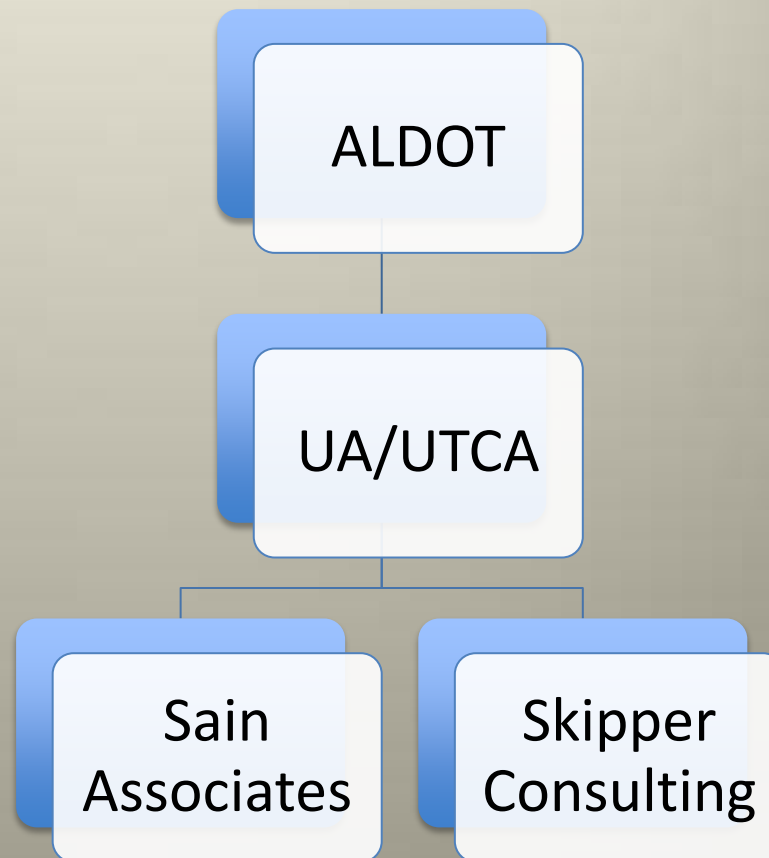 ALDOT
UA/UTCA
Sain
Associates
Skipper
Consulting